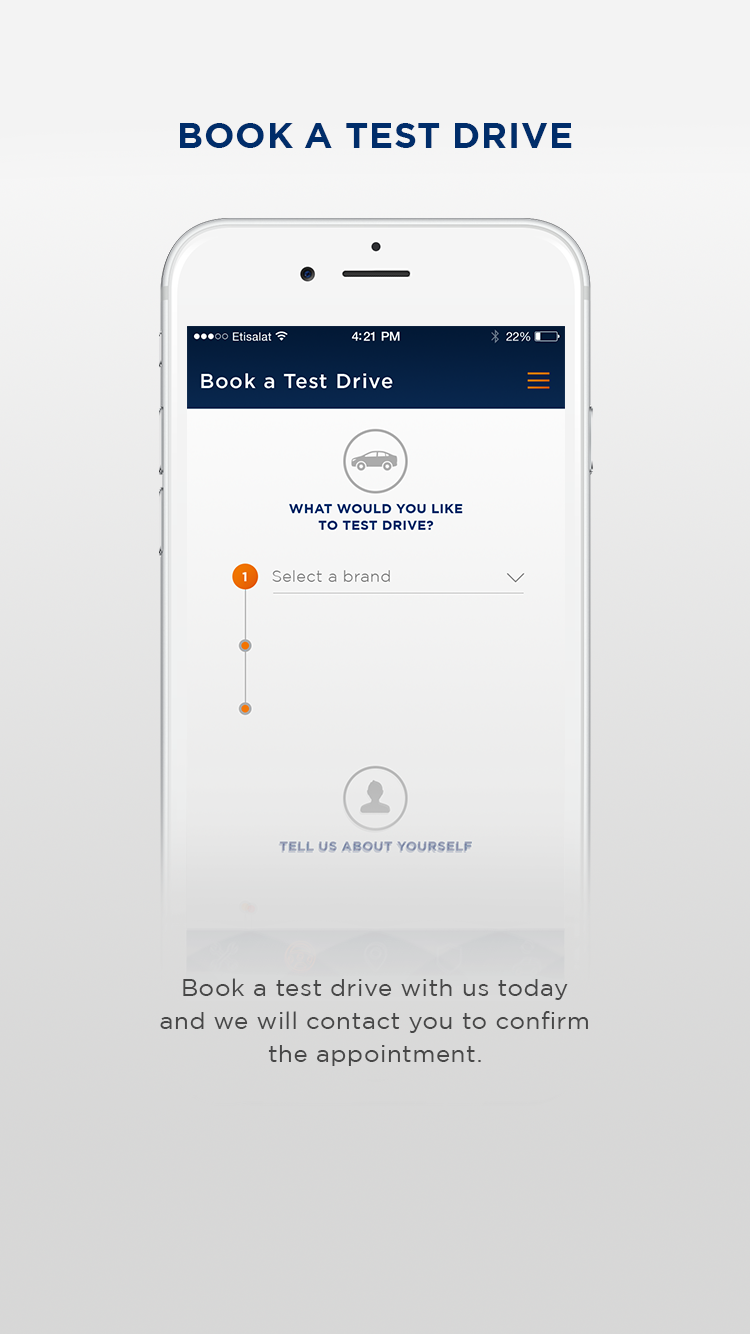 BOOK A TEST DRIVE
Etisalat
4:21 PM
22%
Book a Test Drive
WHAT WOULD YOU LIKE
TO TEST DRIVE?
1
Select a brand
TELL US ABOUT YOURSELF
Book a test drive with us today
and we will contact you to confirm
the appointment.